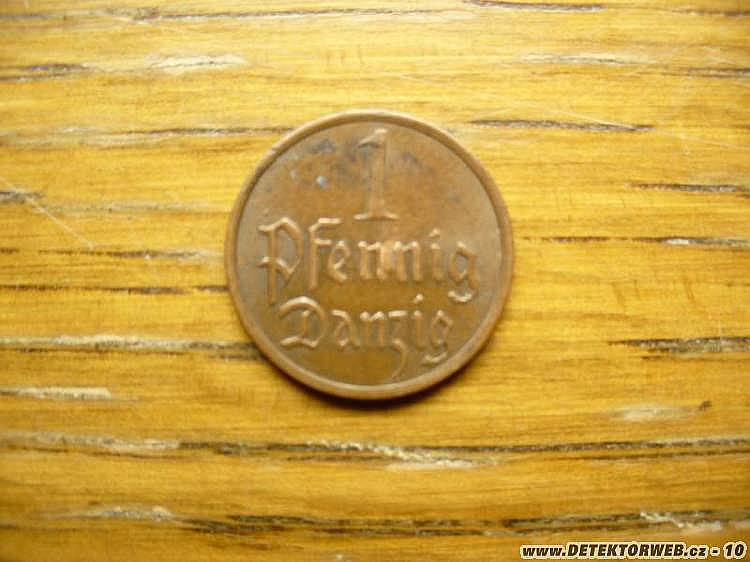 1
Pfennig
Danzig
www.DETEKTORWEB.cz - 10